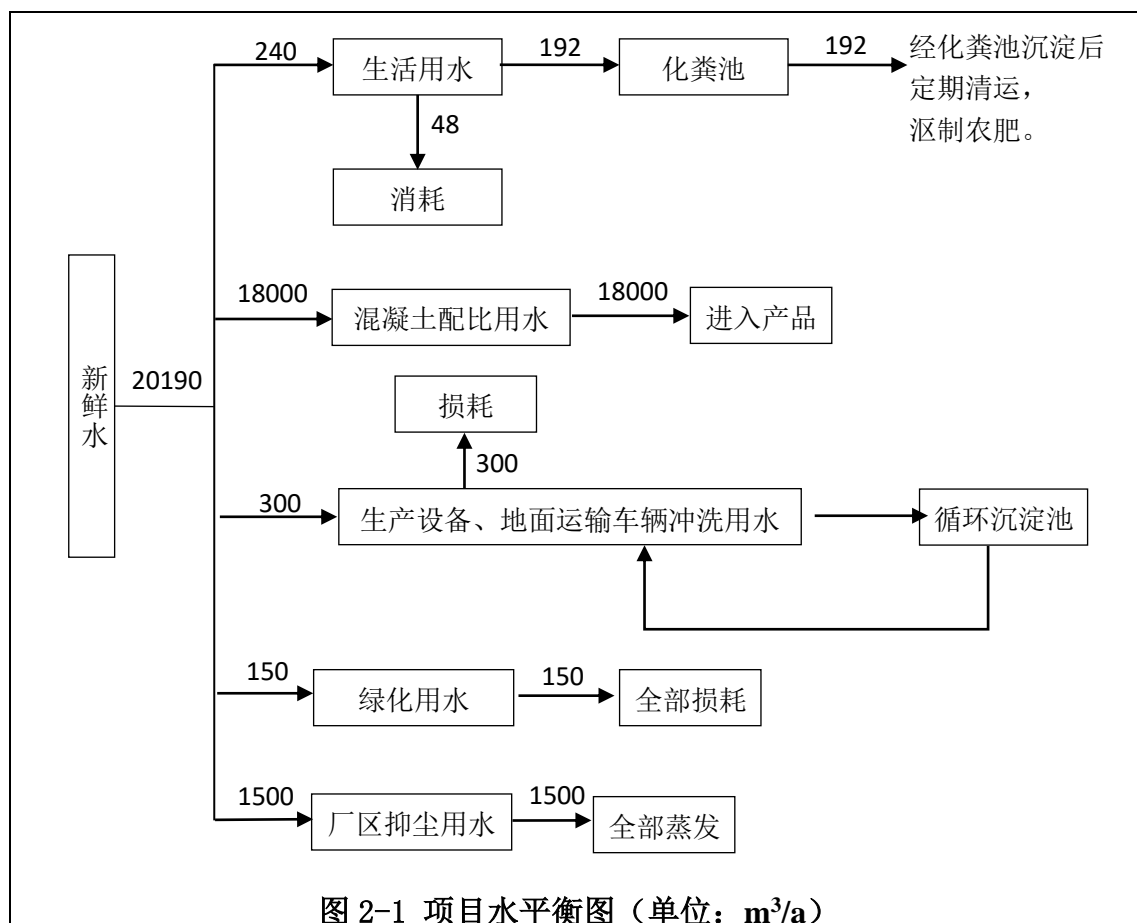 240
生活用水
192
化粪池
192
经化粪池沉淀后
定期清运，
沤制农肥。
48
消耗
新鲜水
20190
18000
混凝土配比用水
18000
进入产品
损耗
300
300
生产设备、地面运输车辆冲洗用水
循环沉淀池
150
绿化用水
150
全部损耗
1500
厂区抑尘用水
1500
全部蒸发
图 2-1 项目水平衡图（单位：m³/a）